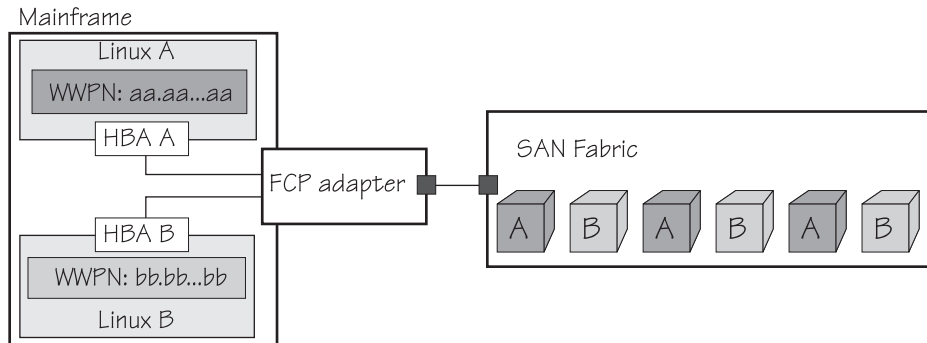 Mainframe
Linux A
WWPN: aa.aa...aa
HBA A
FCP adapter
HBA B
WWPN: bb.bb...bb
Linux B
SAN Fabric
A B A B A B